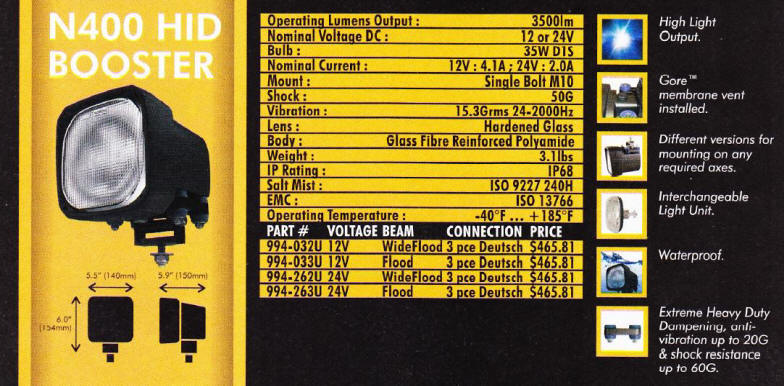 N400 HID
BOOSTER
5.5" (140mm)
5.9" (150mm)
6.0"
(154mm)
Operating Lumens Output : 3500lm
Nominal Voltage DC : 12 or 24V
Bulb : 35W D1S
Nominal Current : 12V : 4.1A ; 24V : 2.0A
Mount : Single Bolt M10
Shock : 50G
Vibration : 15.3Grms 24-2000Hz
Lens : Hardened Glass
Body : Glass Fibre Reinforced Polyamide
Weight : 3.1lbs
IP Rating : IP68
Salt Mist : ISO 9227 240H
EMC : ISO 13766
Operating Temperature : -40°F ... +185°F
PART # VOLTAGE BEAM CONNECTION PRICE
994-032U 12V WideFlood 3 pce Deutsch $465.81
994-033U 12V Flood 3 pce Deutsch $465.81
994-262U 24V WideFlood 3 pce Deutsch $465.81
994-263U 24V Flood 3 pce Deutsch $465.81
High Light
Output.
Gore™
membrane vent
installed.
Different versions for
mounting on any
required axes.
Interchangeable
Light Unit.
Waterproof.
Extreme Heavy Duty
Dampening, anti-
vibration up to 20G
& shock resistance
up to 60G.